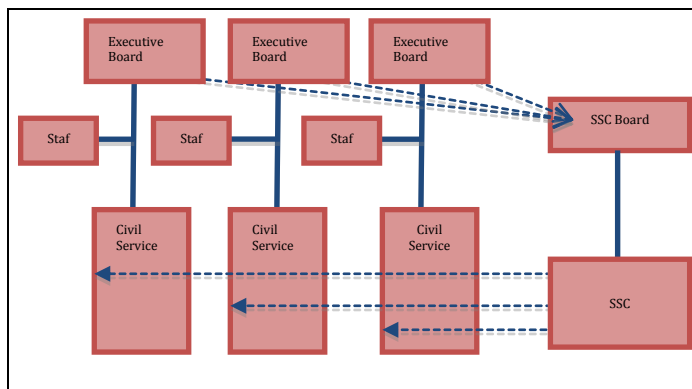 Executive
Board
Executive
Board
Executive
Board
SSC Board
Staf
Staf
Staf
Civil
Service
Civil
Service
Civil
Service
SSC